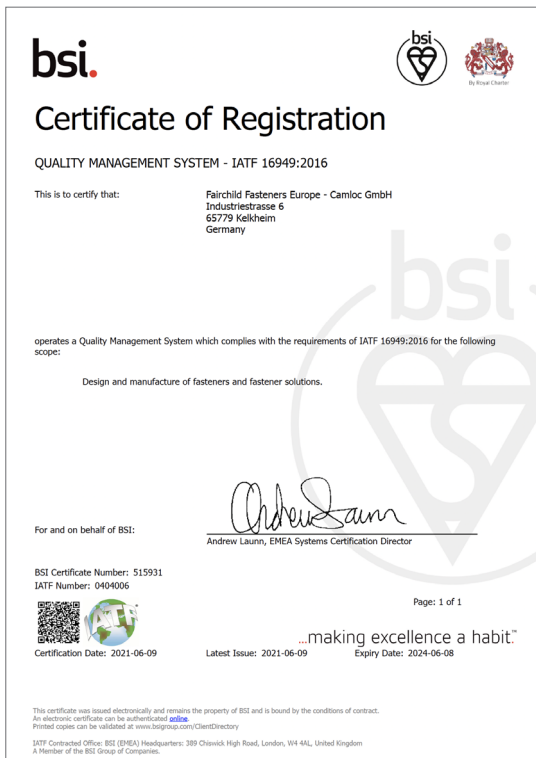 bsi.
bsi
By Royal Charter
Certificate of Registration
QUALITY MANAGEMENT SYSTEM - IATF 16949:2016
This is to certify that:
Fairchild Fasteners Europe - Camloc GmbH
Industriestrasse 6
65779 Kelkheim
Germany
bsi
operates a Quality Management System which complies with the requirements of IATF 16949:2016 for the following
scope:
Design and manufacture of fasteners and fastener solutions.
For and on behalf of BSI:
Andrew Launn, EMEA Systems Certification Director
BSI Certificate Number: 515931
IATF Number: 0404006
IATF
Page: 1 of 1
...making excellence a habit.™
Certification Date: 2021-06-09
Latest Issue: 2021-06-09
Expiry Date: 2024-06-08
This certificate was issued electronically and remains the property of BSI and is bound by the conditions of contract.
An electronic certificate can be authenticated online.
Printed copies can be validated at www.bsigroup.com/ClientDirectory
IATF Contracted Office: BSI (EMEA) Headquarters: 389 Chiswick High Road, London, W4 4AL, United Kingdom
A Member of the BSI Group of Companies.